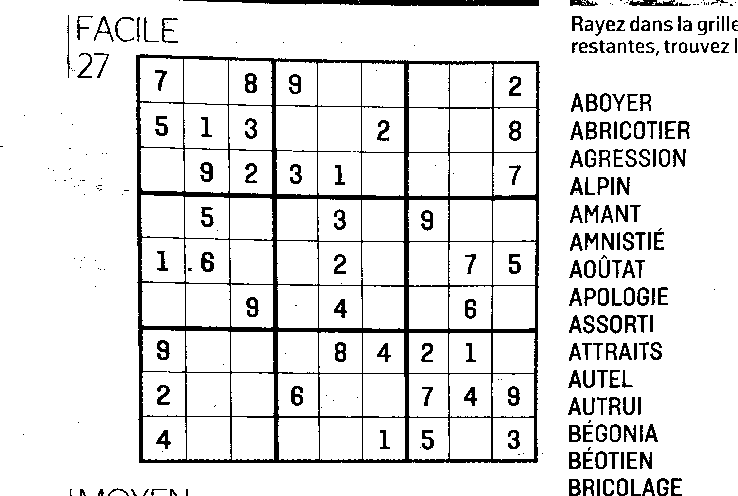 FACILE
27
7 8 9 2
5 1 3 2 8
9 2 3 1 7
5 3 9
1 6 2 7 5
9 4 6
9 8 4 2 1
2 6 7 4 9
4 1 5 3
MOYEN
Rayez dans la grille
restantes, trouvez l
ABOYER
ABRICOTIER
AGRESSION
ALPIN
AMANT
AMNISTIÉ
AOÛTAT
APOLOGIE
ASSORTI
ATTRAITS
AUTEL
AUTRUI
BÉGONIA
BÉOTIEN
BRICOLAGE